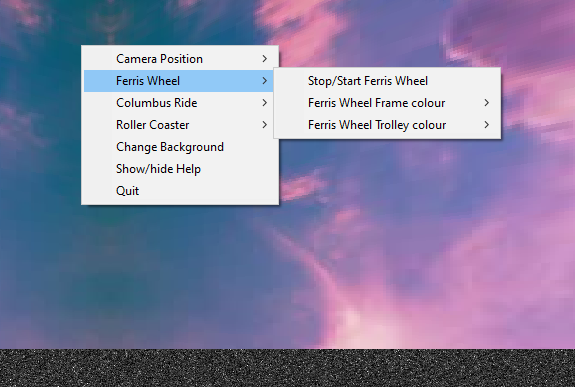 Camera Position
Ferris Wheel
Columbus Ride
Roller Coaster
Change Background
Show/hide Help
Quit
Stop/Start Ferris Wheel
Ferris Wheel Frame colour
Ferris Wheel Trolley colour